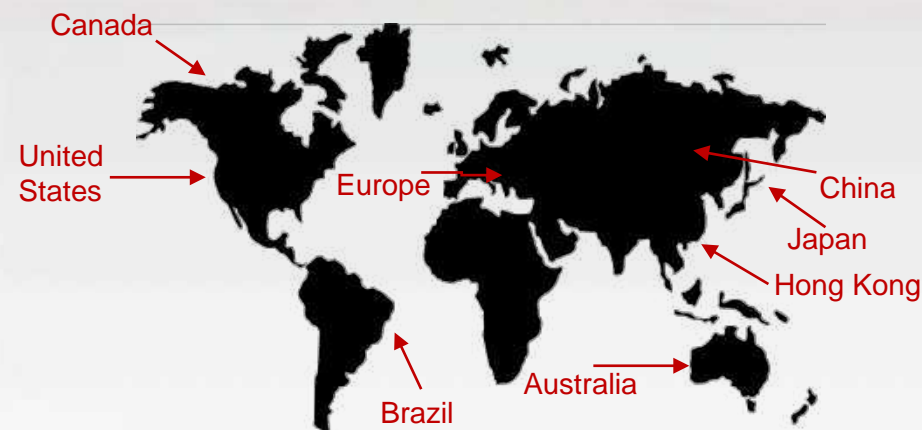 Canada
United
States
Europe
China
Japan
Hong Kong
Australia
Brazil